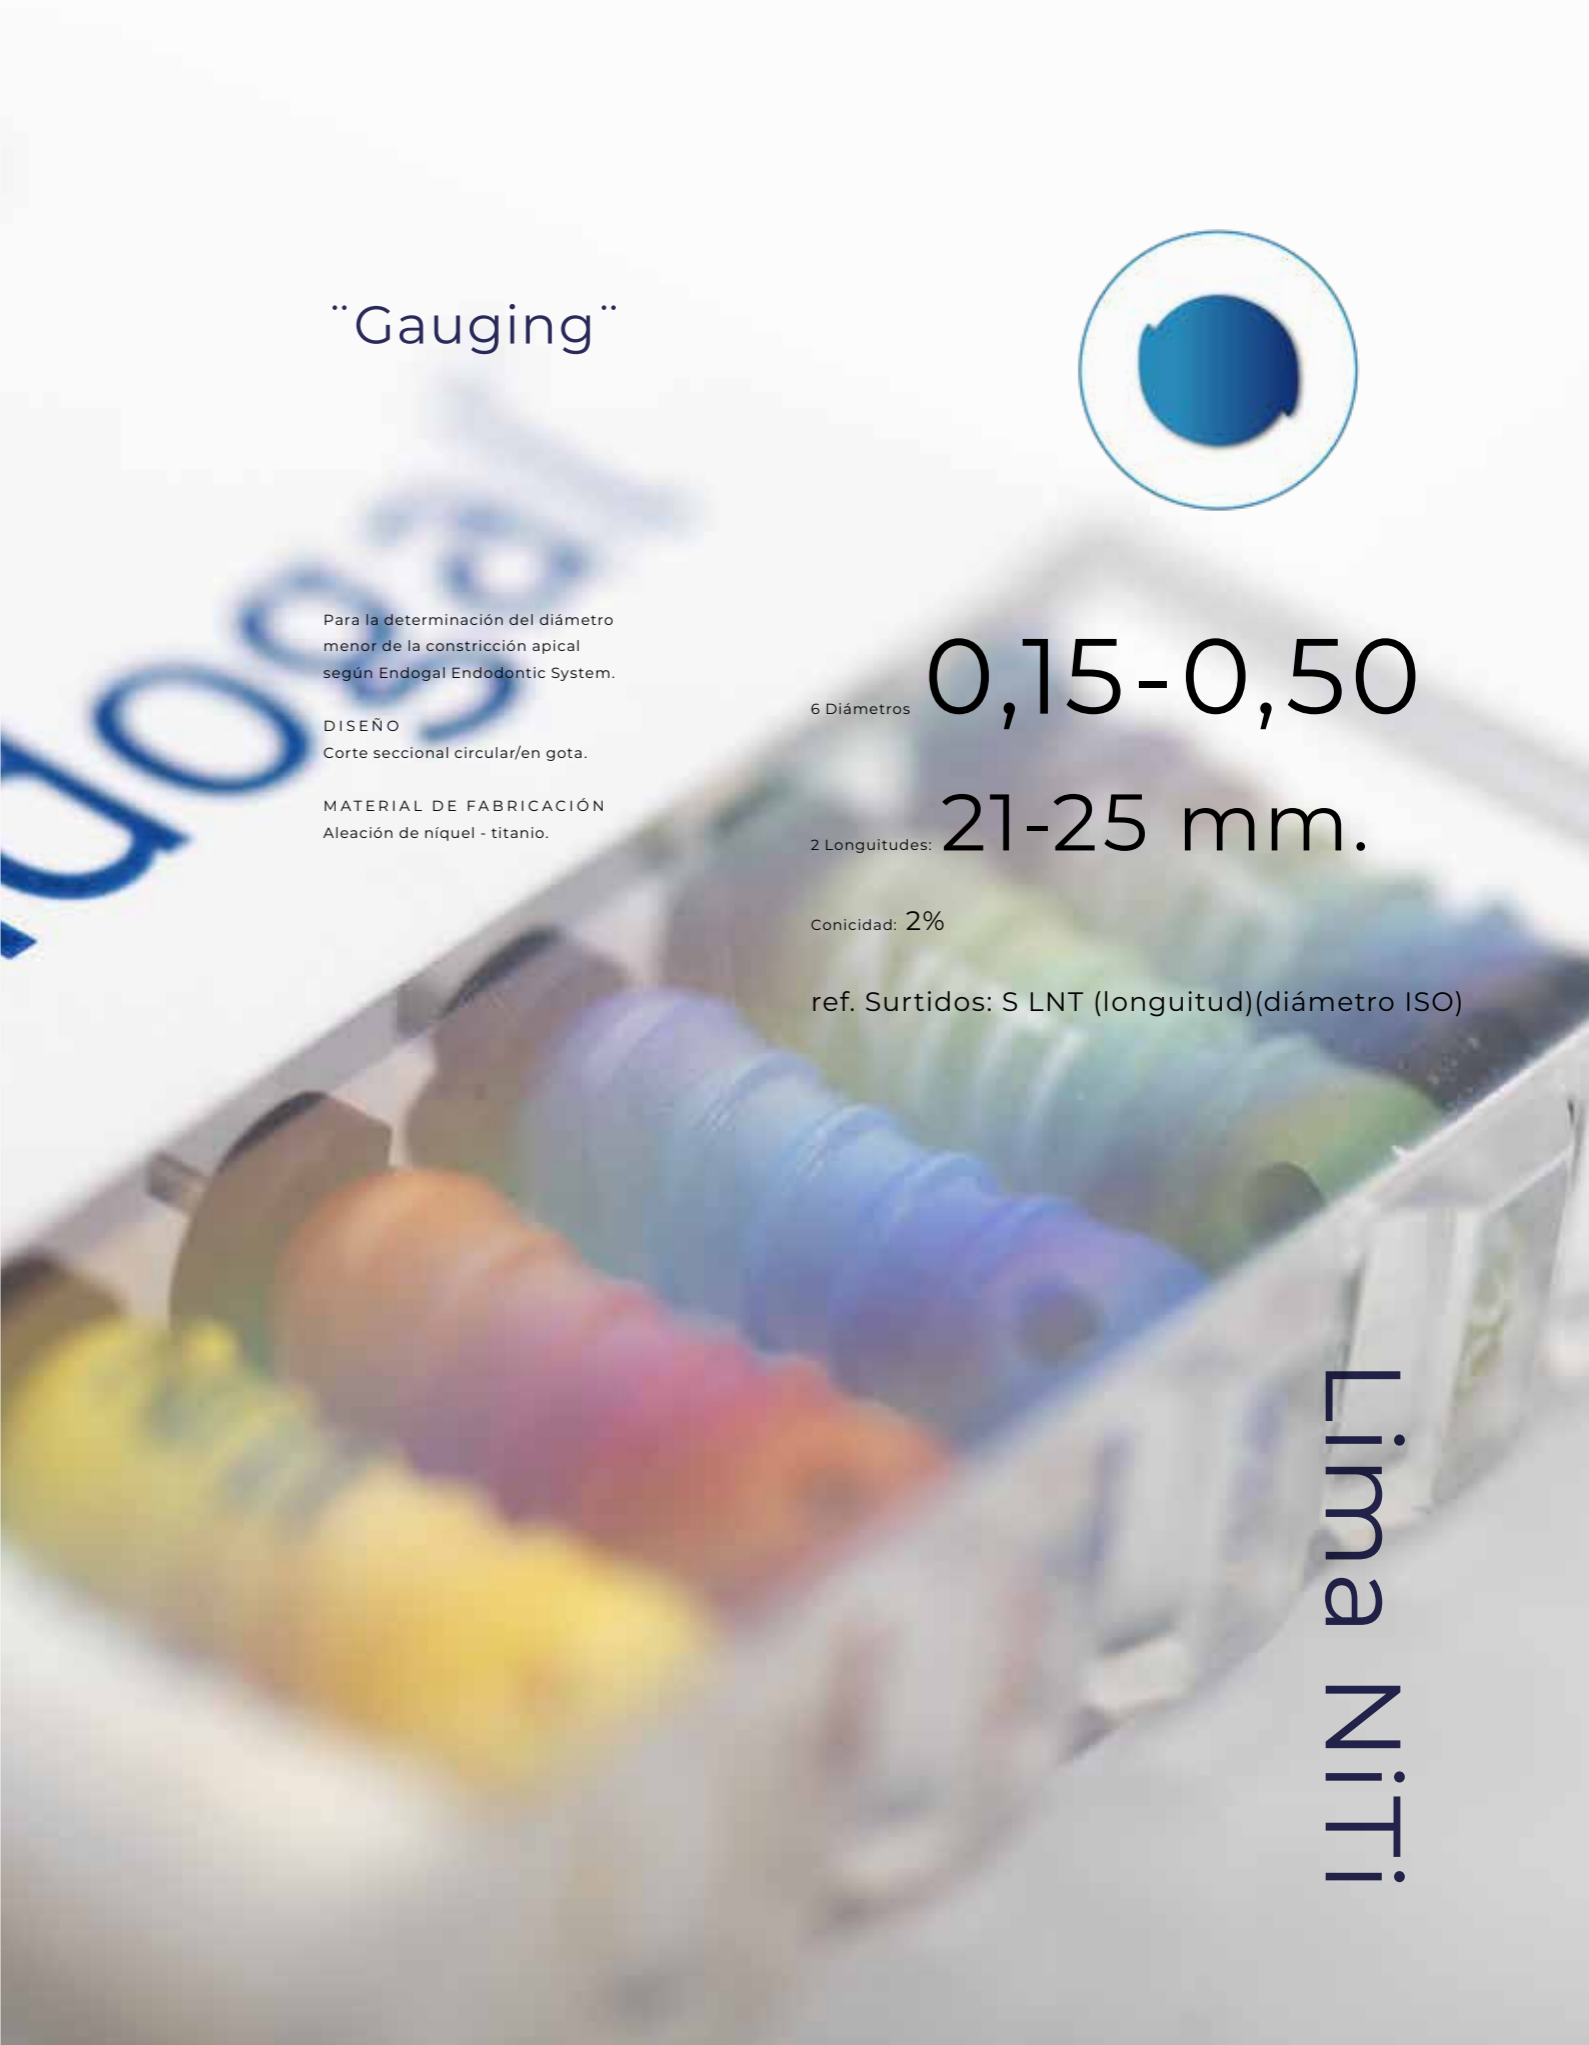 ¨Gauging¨
dogal
Para la determinación del diámetro
menor de la constricción apical
según Endogal Endodontic System.
DISEÑO
Corte seccional circular/en gota.
MATERIAL DE FABRICACIÓN
Aleación de níquel - titanio.
6 Diámetros 0,15-0,50
2 Longuitudes: 21-25 mm.
Conicidad: 2%
ref. Surtidos: S LNT (longuitud)(diámetro ISO)
Lima NiTi